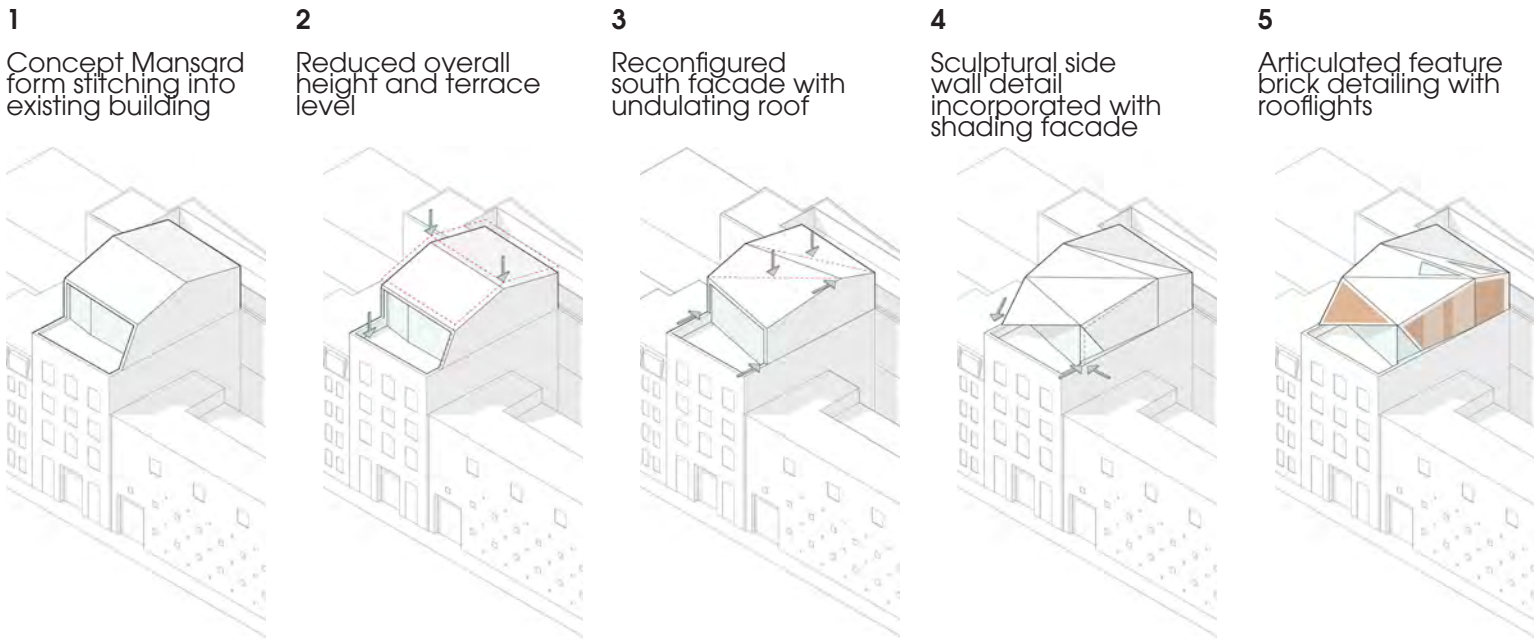 1
Concept Mansard
form stitching into
existing building
2
Reduced overall
height and terrace
level
3
Reconfigured
south facade with
undulating roof
4
Sculptural side
wall detail
incorporated with
shading facade
5
Articulated feature
brick detailing with
rooflights